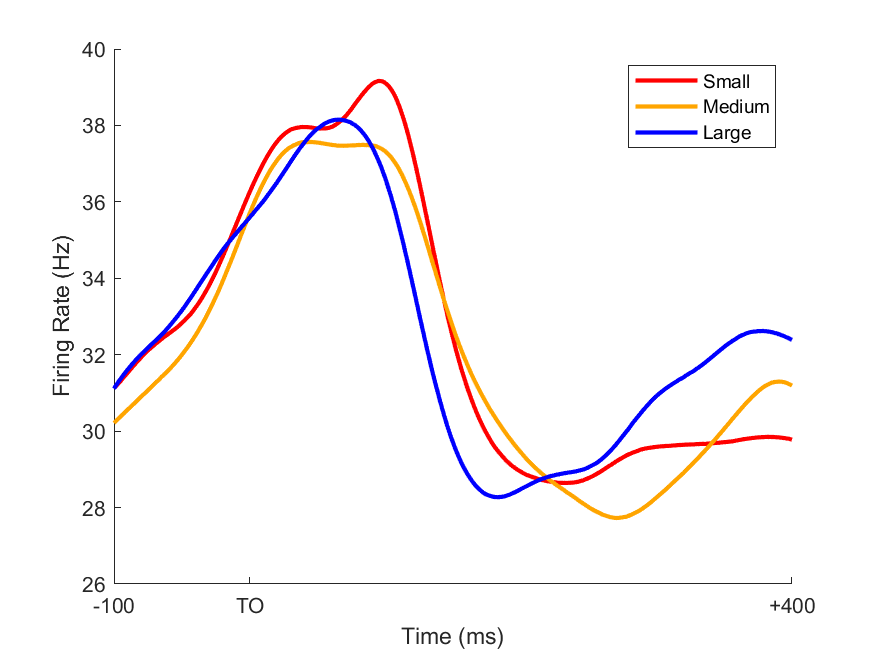 40
38
36
34
32
30
28
26
Firing Rate (Hz)
Small
Medium
Large
-100 TO +400
Time (ms)